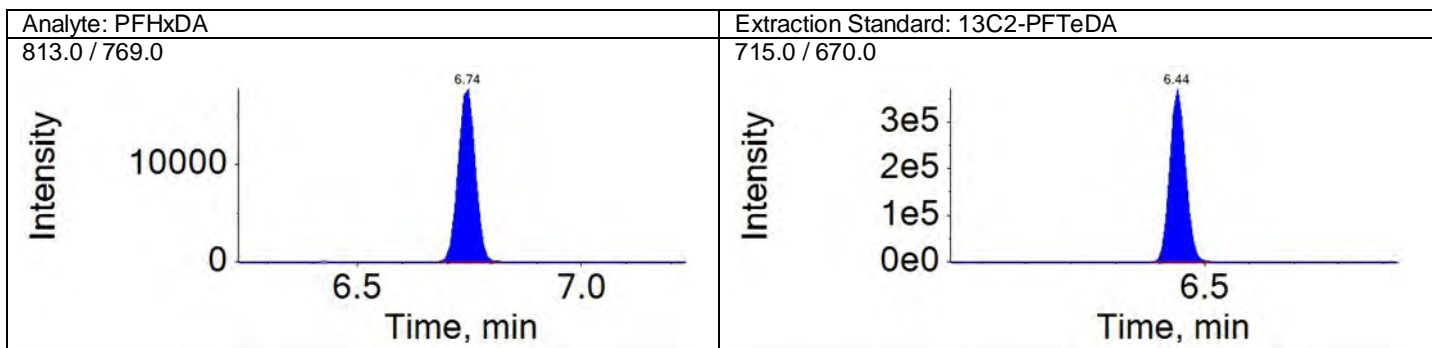 Analyte: PFHxDA
813.0 / 769.0
6.74
Intensity
10000
0
6.5 7.0
Time, min
Extraction Standard: 13C2-PFTeDA
715.0 / 670.0
6.44
Intensity
3e5
2e5
1e5
0e0
6.5
Time, min